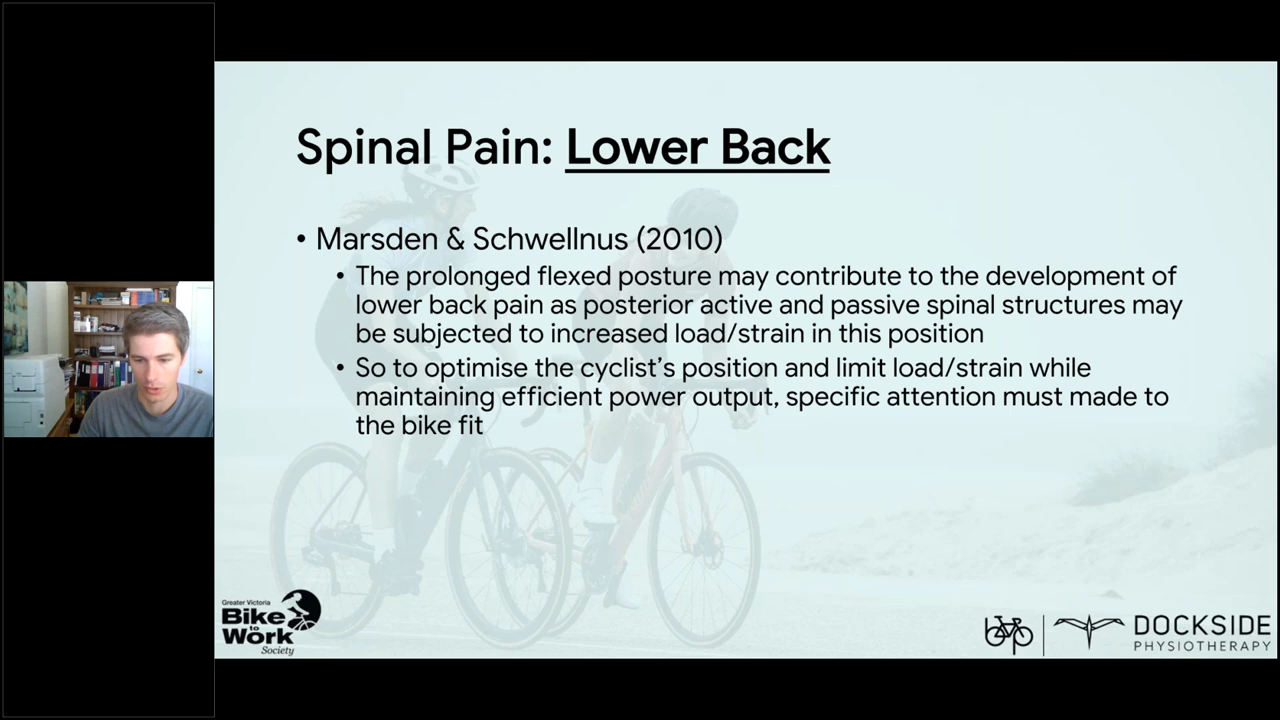 Spinal Pain: Lower Back
• Marsden & Schwellnus (2010)
• The prolonged flexed posture may contribute to the development of
lower back pain as posterior active and passive spinal structures may
be subjected to increased load/strain in this position
• So to optimise the cyclist's position and limit load/strain while
maintaining efficient power output, specific attention must made to
the bike fit
Greater Victoria
Bike
to
Work
Society
DOCKSIDE
PHYSIOTHERAPY